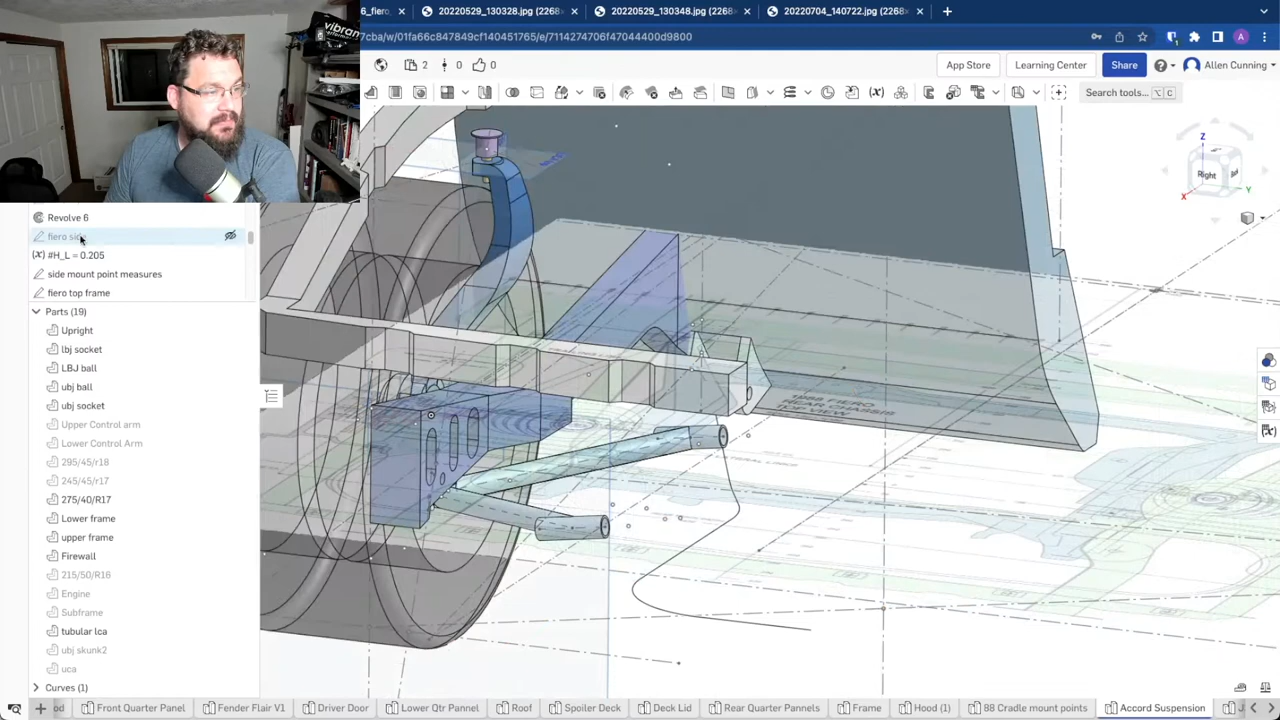 6_fiero
20220529_130328.jpg (2268×
20220529_130348.jpg (2268×
20220704_140722.jpg (2268×
7cba/w/01fa66c847849cf140451765/e/7114274706f47044400d9800
2 0 0
App Store
Learning Center
Share
Allen Cunning...
Search tools...
C
Z
Right
X
Y
Revolve 6
fiero side
#H_L = 0.205
side mount point measures
fiero top frame
Parts (19)
Upright
lbj socket
LBJ ball
ubj ball
ubj socket
Upper Control arm
Lower Control Arm
295/45/r18
245/45/r17
275/40/R17
Lower frame
upper frame
Firewall
215/50/R16
Engine
Subframe
tubular lca
ubj skunk2
uca
Curves (1)
od
Front Quarter Panel
Fender Flair V1
Driver Door
Lower Qtr Pannel
Roof
Spoiler Deck
Deck Lid
Rear Quarter Pannels
Frame
Hood (1)
88 Cradle mount points
Accord Suspension